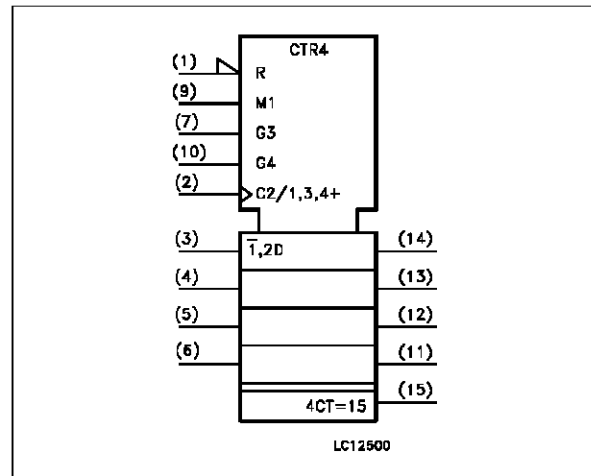 CTR4
(1) R
(9) M1
(7) G3
(10) G4
(2) C2/1,3,4+
(3) 1̅,2D (14)
(4) (13)
(5) (12)
(6) (11)
4CT=15 (15)
LC12500